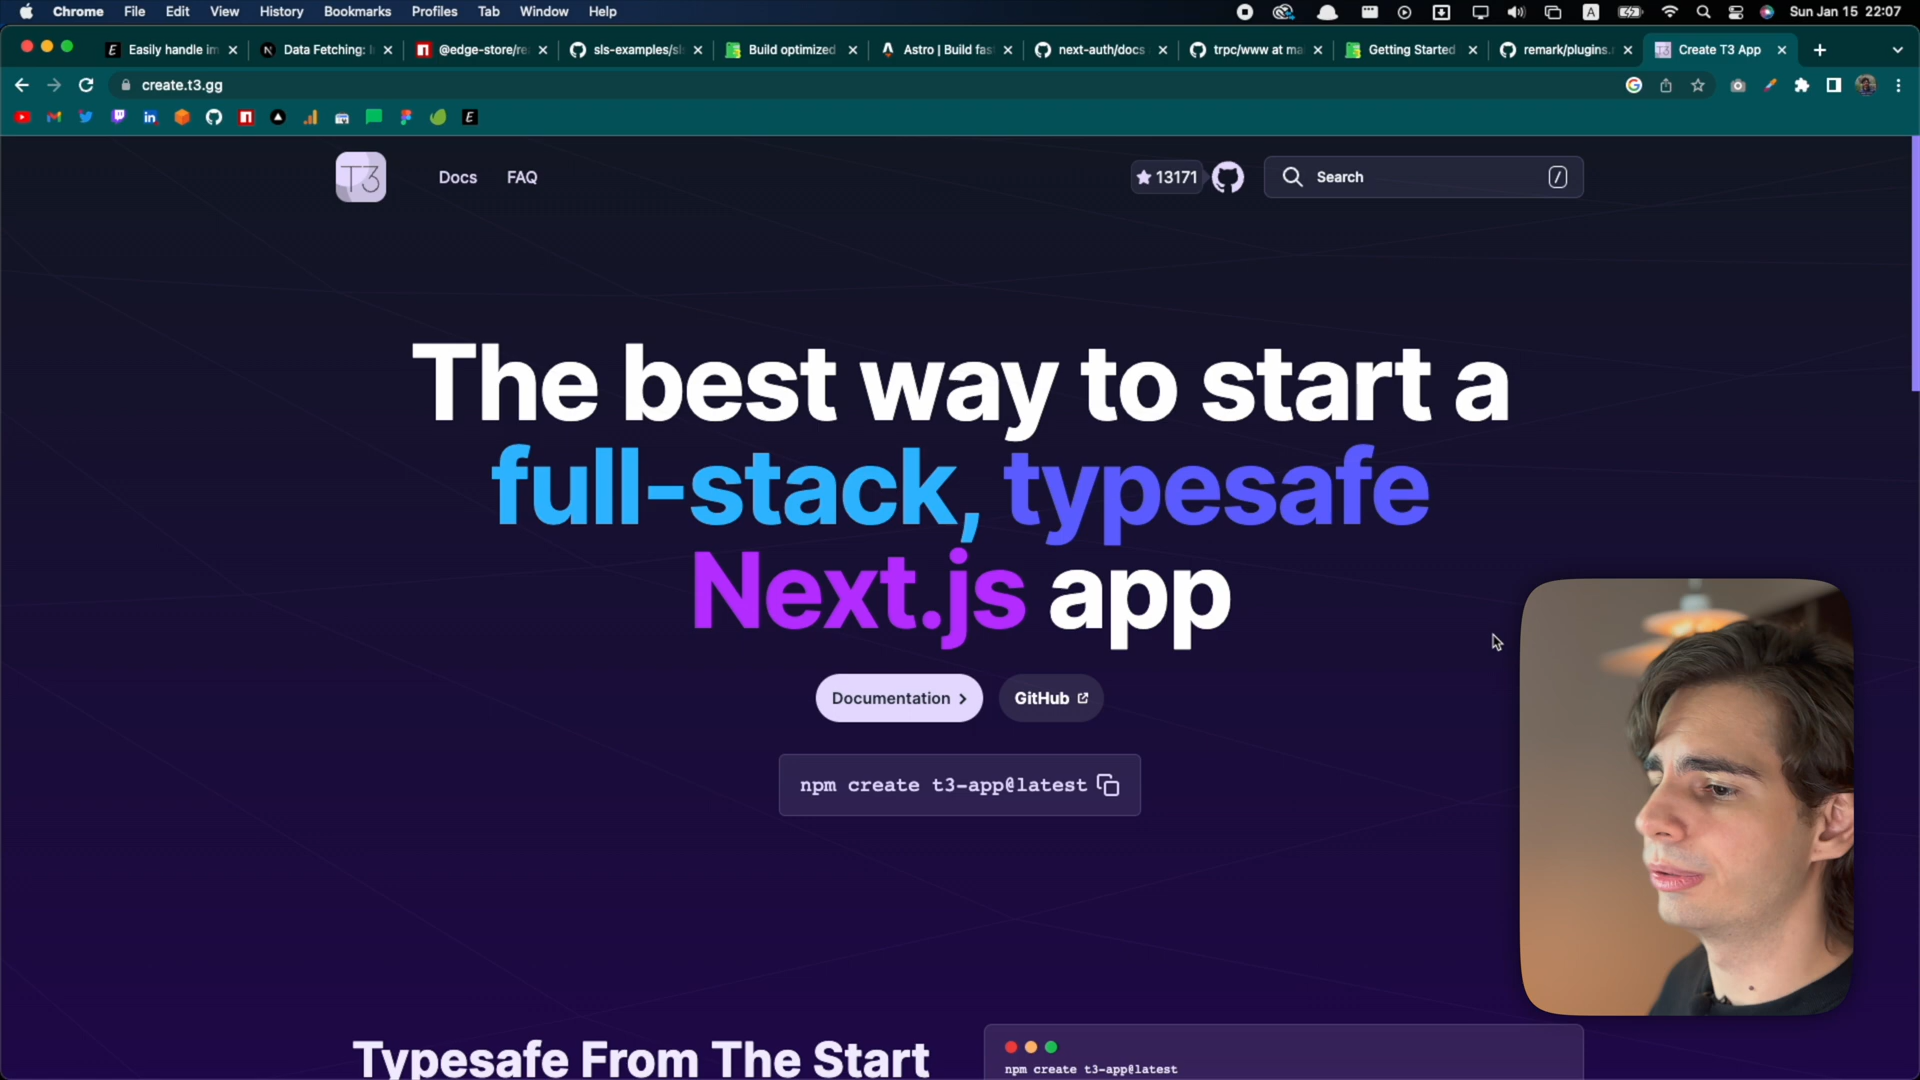 Chrome File Edit View History Bookmarks Profiles Tab Window Help
A
Sun Jan 15 22:07
E Easily handle im
N Data Fetching: I
n @edge-store/re
sls-examples/sl
Build optimized
Astro | Build fas
next-auth/docs
trpc/www at ma
Getting Started
remark/plugins.
Create T3 App
create.t3.gg
G
in
n
E
T3
Docs FAQ
13171
Search /
The best way to start a
full-stack, typesafe
Next.js app
Documentation GitHub
npm create t3-app@latest
Typesafe From The Start
npm create t3-app@latest